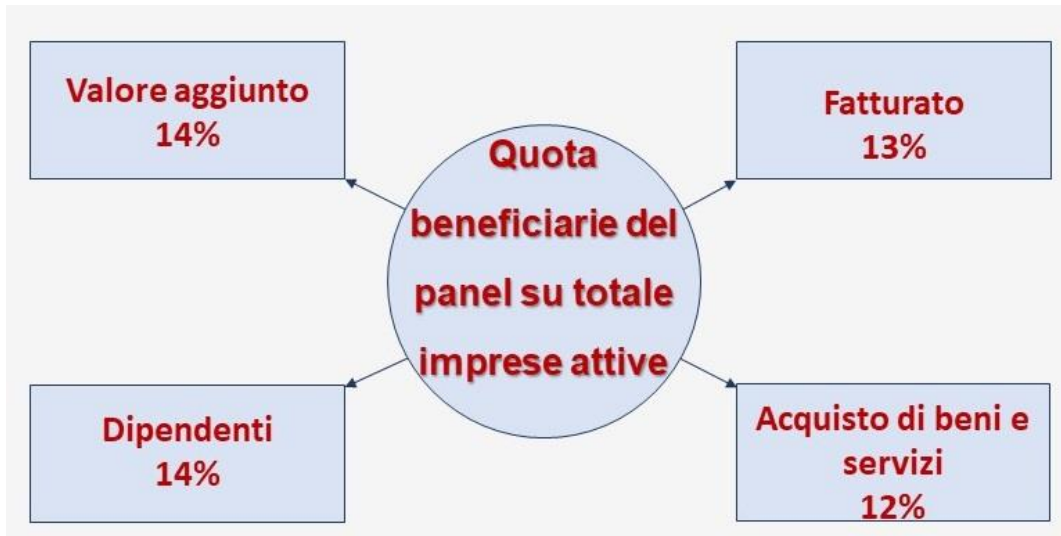 Valore aggiunto
14%
Fatturato
13%
Quota
beneficiarie del
panel su totale
imprese attive
Dipendenti
14%
Acquisto di beni e
servizi
12%